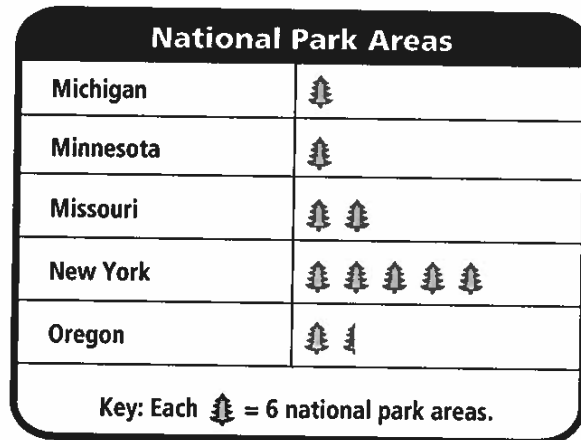 National Park Areas
Michigan
Minnesota
Missouri
New York
Oregon
Key: Each = 6 national park areas.